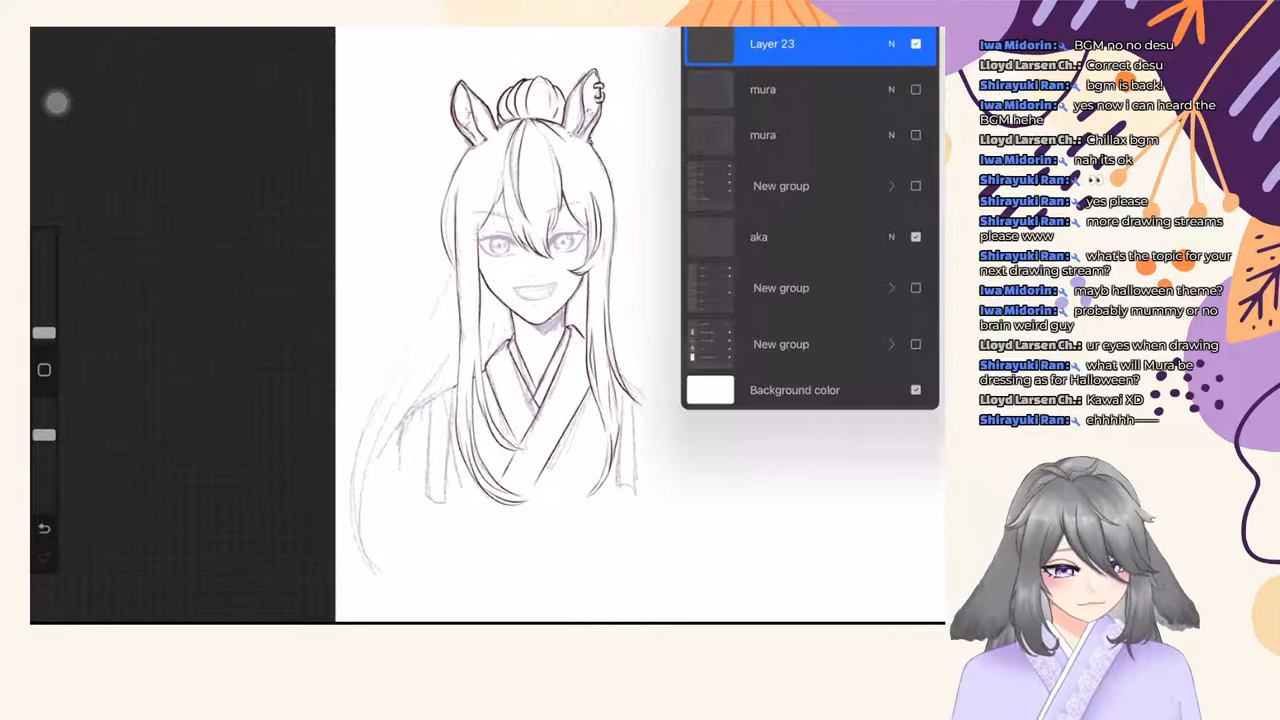 Layer 23 N
mura N
mura N
New group
aka N
New group
New group
Background color
Iwa Midorin: BGM no no desu
Lloyd Larsen Ch.: Correct desu
Shirayuki Ran: bgm is back!
Iwa Midorin: yes now i can heard the
BGM hehe
Lloyd Larsen Ch.: Chillax bgm
Iwa Midorin: nah its ok
Shirayuki Ran: 👀
Shirayuki Ran: yes please
Shirayuki Ran: more drawing streams
please www
Shirayuki Ran: what's the topic for your
next drawing stream?
Iwa Midorin: mayb halloween theme?
Iwa Midorin: probably mummy or no
brain weird guy
Lloyd Larsen Ch.: ur eyes when drawing
Shirayuki Ran: what will Mura be
dressing as for Halloween?
Lloyd Larsen Ch.: Kawai XD
Shirayuki Ran: ehhhhh——